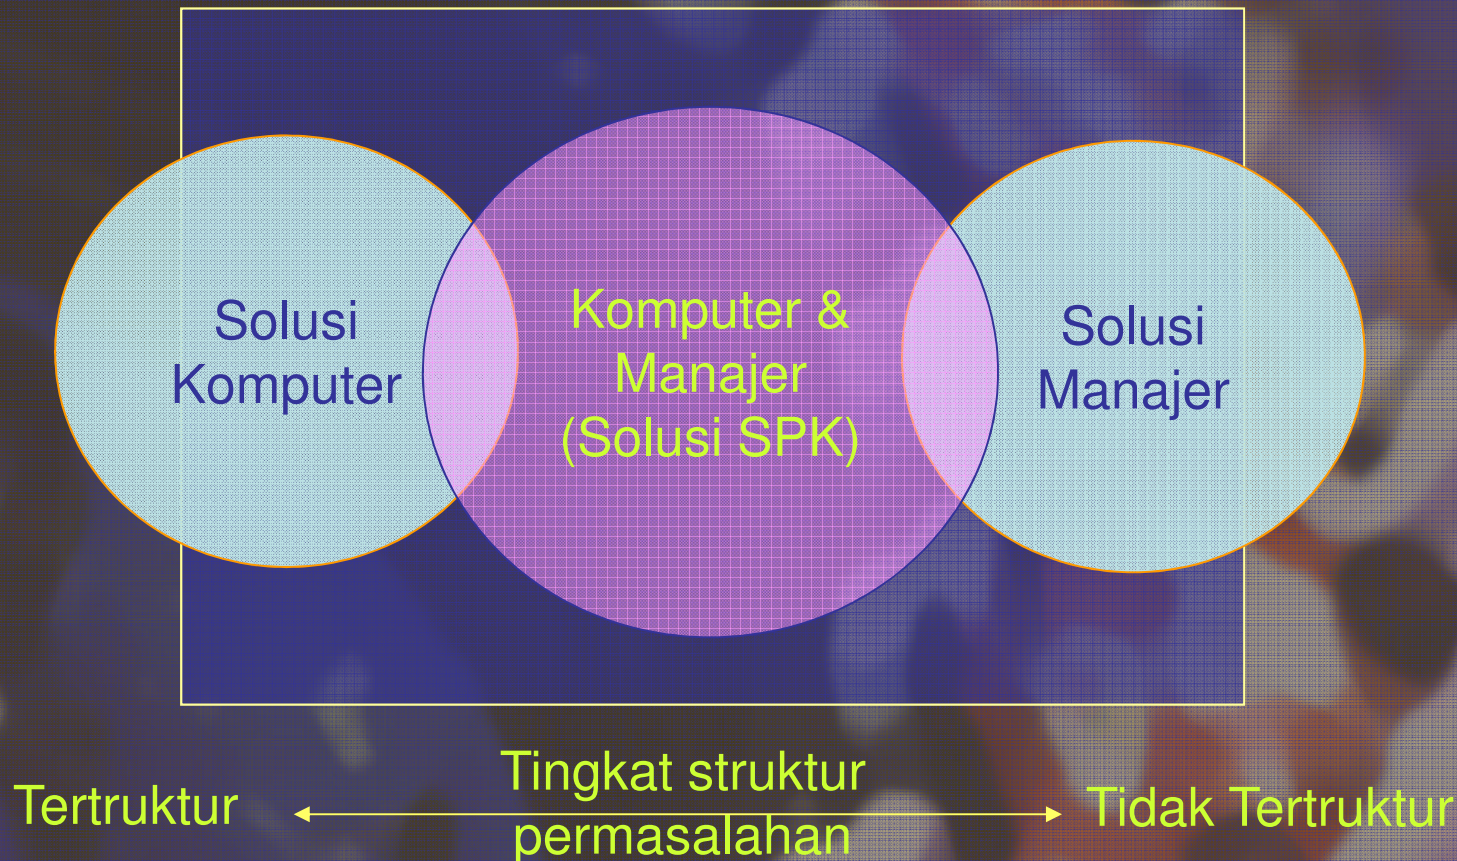 Solusi
Komputer
Komputer &
Manajer
(Solusi SPK)
Solusi
Manajer
Tertruktur
Tingkat struktur
permasalahan
Tidak Tertruktur